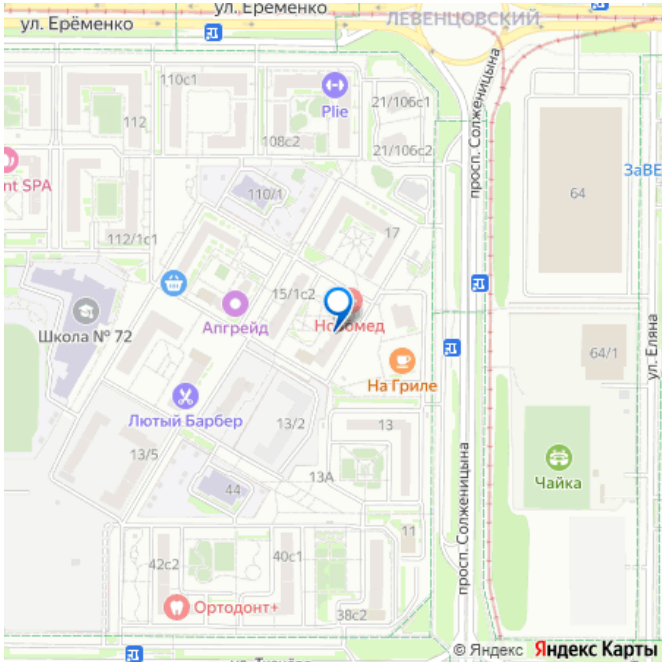 ул. Ерёменко
ул. Ерёменко
ЛЕВЕНЦОВСКИЙ
110с1
Plie
21/106с1
112
108с2
21/106с2
просп. Солженицына
ЗаВЕ
nt SPA
110/1
64
112/1с1
17
15/1с2
Апгрейд
Новомед
Школа № 72
ул. Еляна
64/1
На Гриле
Лютый Барбер
13/2
13
13/5
13А
44
Чайка
просп. Солженицына
11
42с2
40с1
Ортодонт+
38с2
© Яндекс Яндекс Карты